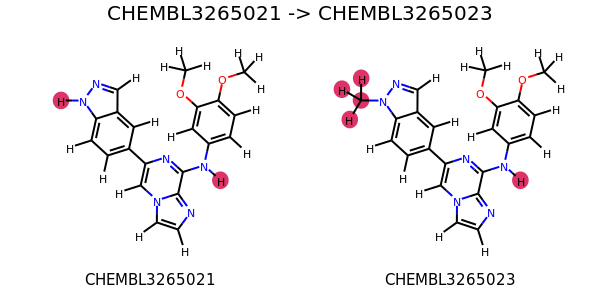 CHEMBL3265021 -> CHEMBL3265023
H H H H H H
H H
O O O O
H N N H H N N H
H N H H N H
H H H H
H H H H
H N H N
H N H H N H
N N N N
H H H H
CHEMBL3265021 CHEMBL3265023